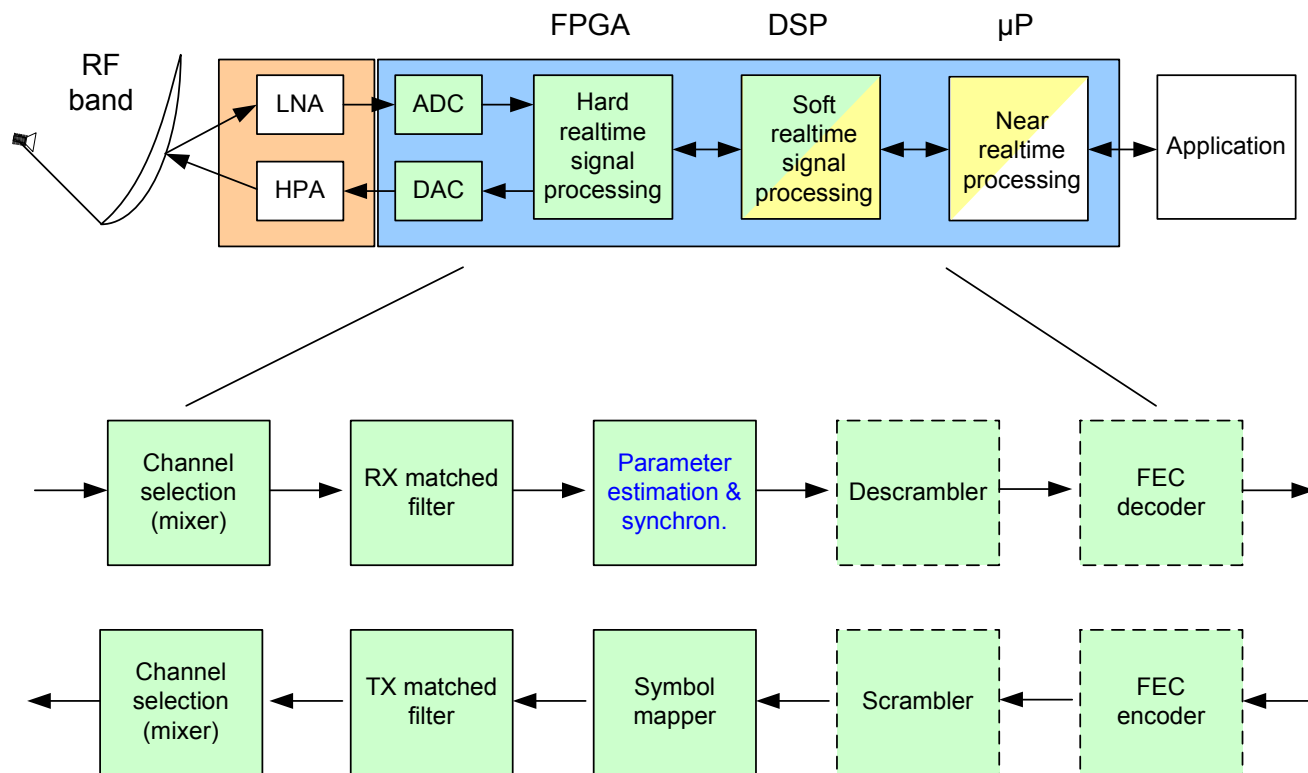 FPGA
DSP
µP
RF
band
LNA
HPA
ADC
DAC
Hard
realtime
signal
processing
Soft
realtime
signal
processing
Near
realtime
processing
Application
Channel
selection
(mixer)
RX matched
filter
Parameter
estimation &
synchron.
Descrambler
FEC
decoder
Channel
selection
(mixer)
TX matched
filter
Symbol
mapper
Scrambler
FEC
encoder